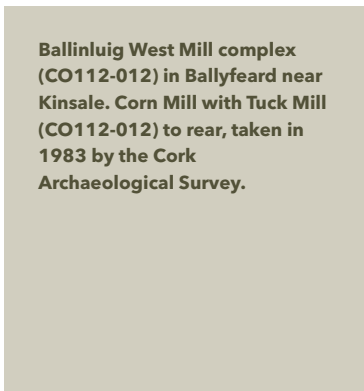 Ballinluig West Mill complex
(CO112-012) in Ballyfeard near
Kinsale. Corn Mill with Tuck Mill
(CO112-012) to rear, taken in
1983 by the Cork
Archaeological Survey.